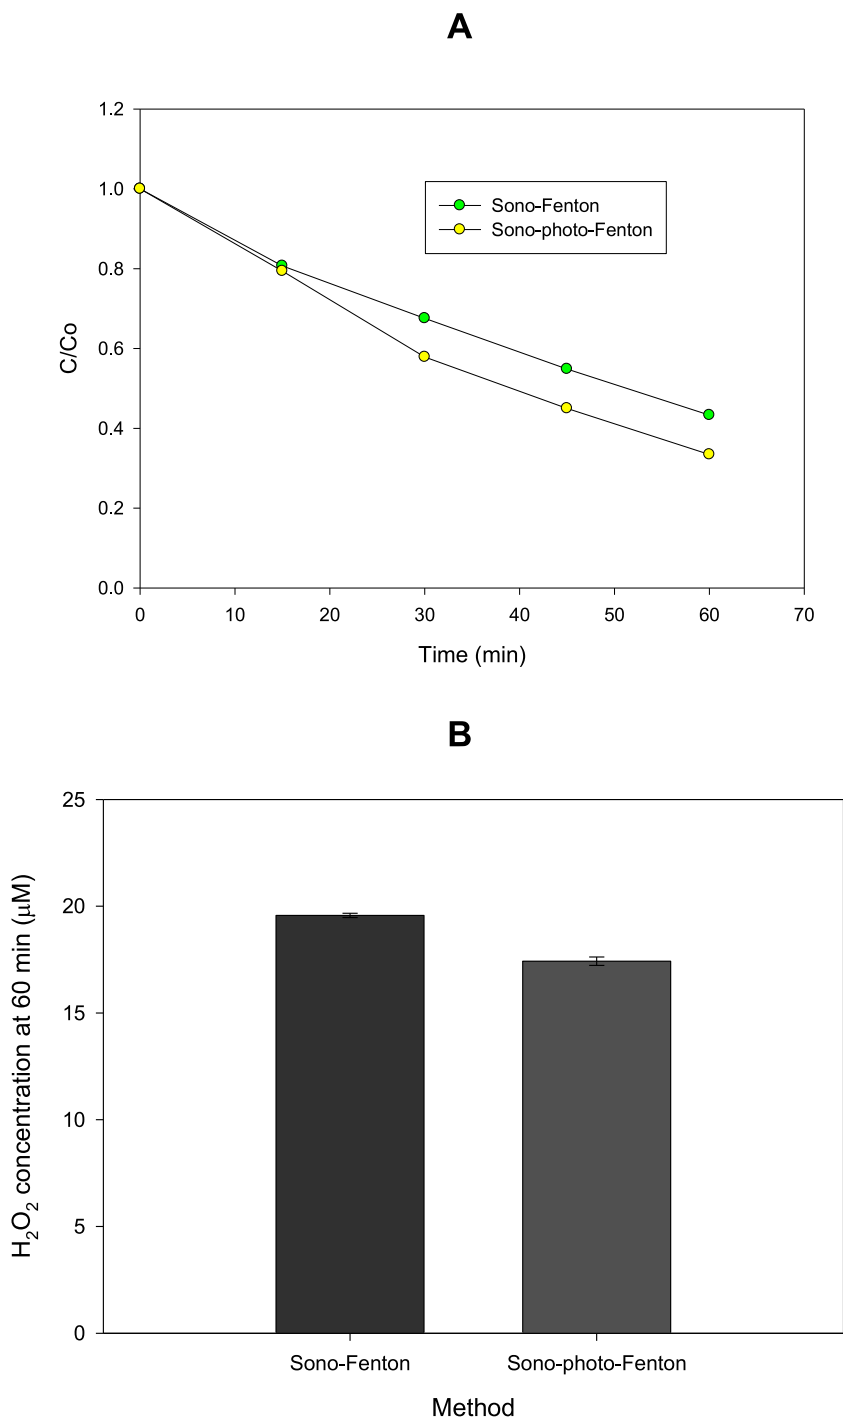 A
1.2
1.0
0.8
0.6
0.4
0.2
0.0
C/Co
Sono-Fenton
Sono-photo-Fenton
0 10 20 30 40 50 60 70
Time (min)
B
25
20
15
10
5
0
H₂O₂ concentration at 60 min (μM)
Sono-Fenton Sono-photo-Fenton
Method